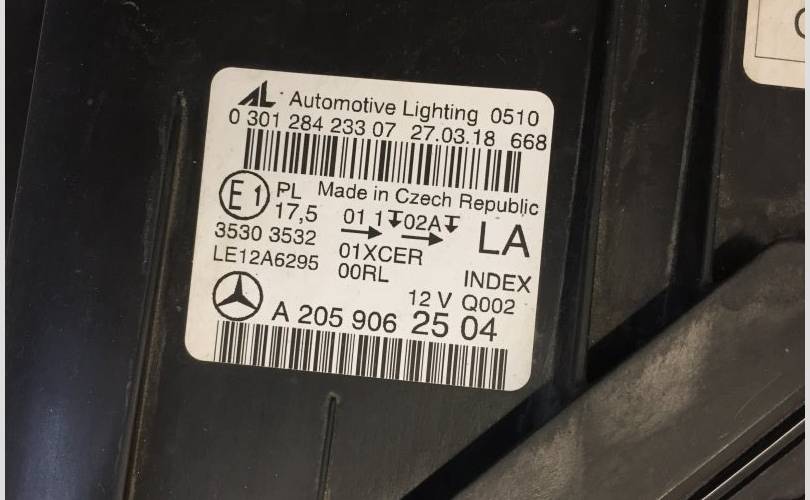 AL Automotive Lighting 0510
0 301 284 233 07 27.03.18 668
E1 PL Made in Czech Republic
17,5 01 1 02A LA
3530 3532 01XCER
LE12A6295 00RL INDEX
12 V Q002
A 205 906 25 04